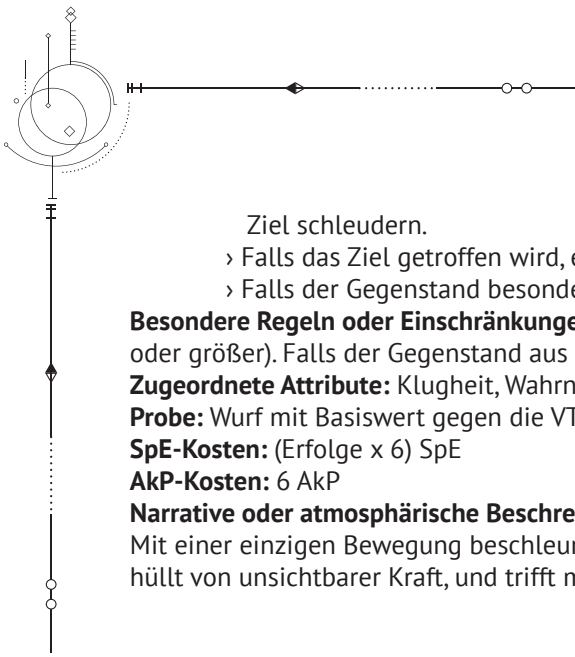 Ziel schleudern.
› Falls das Ziel getroffen wird,
› Falls der Gegenstand
Besondere Regeln oder
oder größer). Falls der Gegenstand aus
Zugeordnete Attribute: Klugheit,
Probe: Wurf mit Basiswert gegen die
SpE-Kosten: (Erfolge x 6) SpE
AkP-Kosten: 6 AkP
Narrative oder atmosphärische
Mit einer einzigen Bewegung
hüllt von unsichtbarer Kraft, und trifft